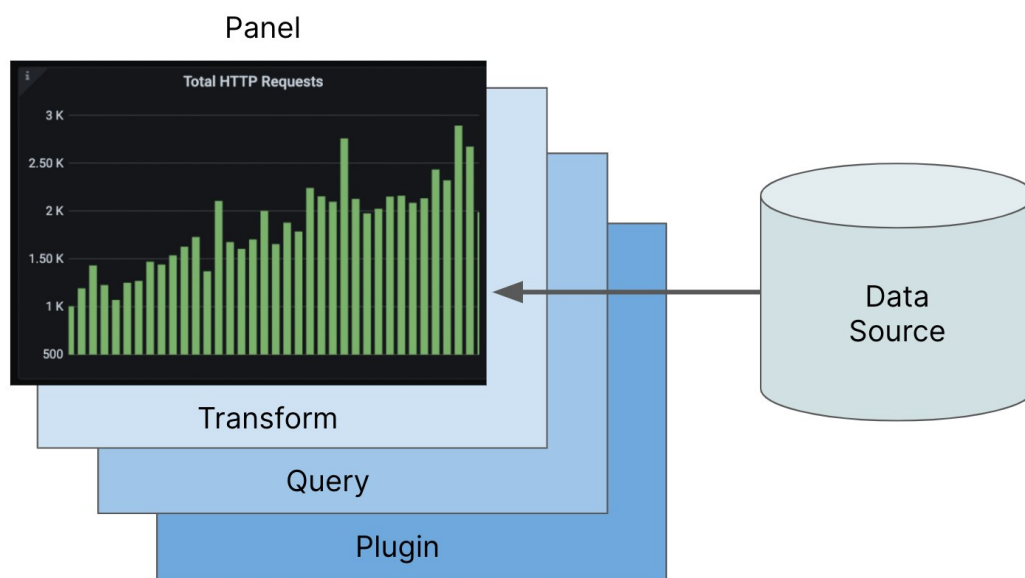 Panel
i
Total HTTP Requests
3 K
2.50 K
2 K
1.50 K
1 K
500
Transform
Query
Plugin
Data
Source